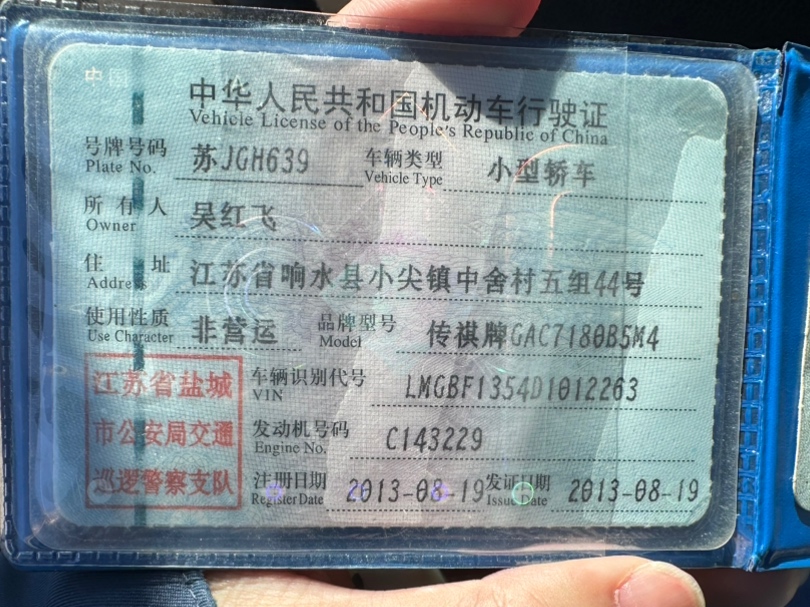 中国
中华人民共和国机动车行驶证
Vehicle License of the People's Republic of China
号牌号码 苏JGH639 车辆类型 小型轿车
Plate No. Vehicle Type
所有人 吴红飞
Owner
住址 江苏省响水县小尖镇中舍村五组44号
Address
使用性质 非营运 品牌型号 传祺牌GAC7180B5M4
Use Character Model
江苏省盐城
市公安局交通
巡逻警察支队
车辆识别代号 LMGBF1354D1012263
VIN
发动机号码 C143229
Engine No.
注册日期 2013-08-19 发证日期 2013-08-19
Register Date Issue Date